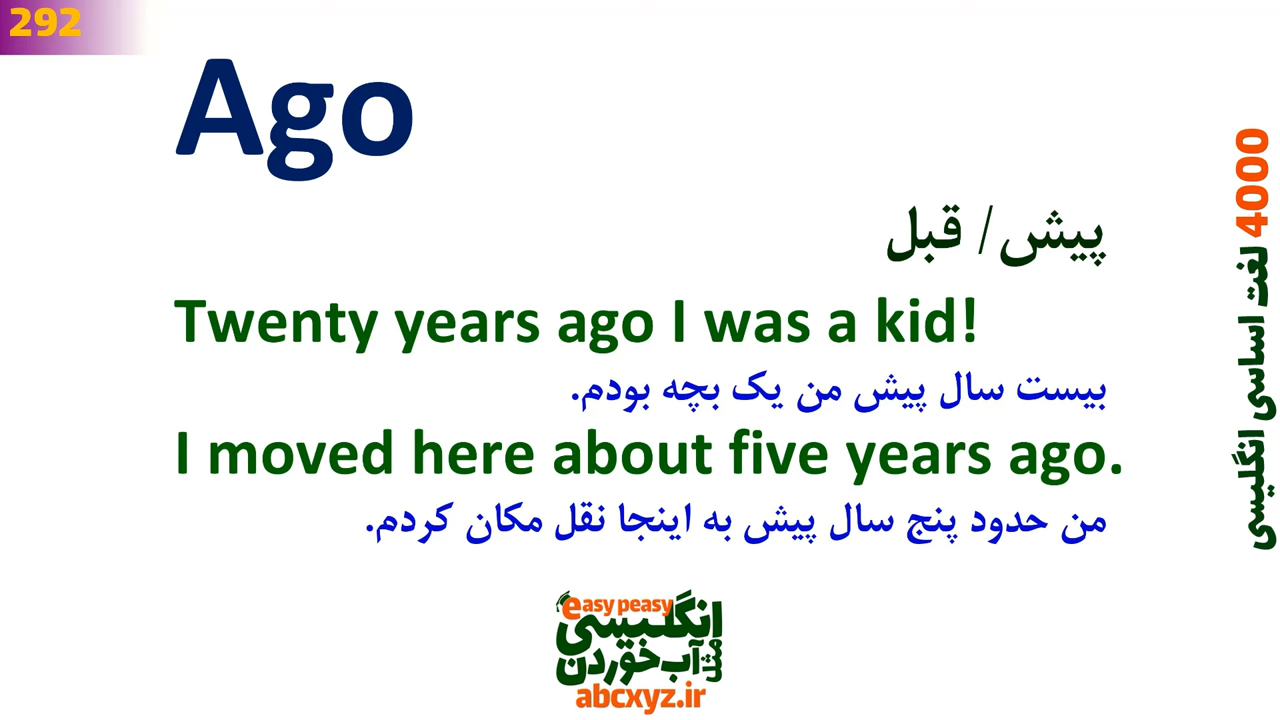 292
Ago
پیش / قبل
Twenty years ago I was a kid!
بیست سال پیش من یک بچه بودم.
I moved here about five years ago.
من حدود پنج سال پیش به اینجا نقل مکان کردم.
4000 لغت اساسی انگلیسی
easy peasy
انگلیسی
مثل آب خوردن
abcxyz.ir